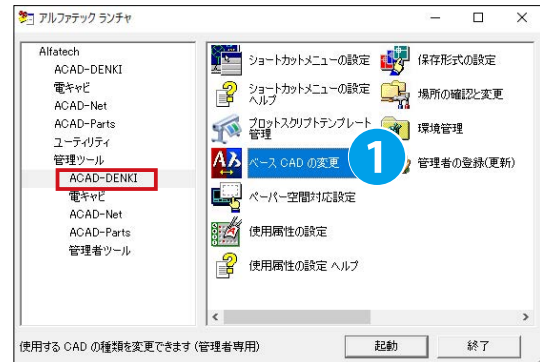 アルファテック ランチャ
Alfatech
ACAD-DENKI
電キャビ
ACAD-Net
ACAD-Parts
ユーティリティ
管理ツール
ACAD-DENKI
電キャビ
ACAD-Net
ACAD-Parts
管理者ツール
ショートカットメニューの設定
ショートカットメニューの設定
ヘルプ
プロットスクリプトテンプレート
管理
ベース CAD の変更
ペーパー空間対応設定
使用属性の設定
使用属性の設定 ヘルプ
保存形式の設定
場所の確認と変更
環境管理
管理者の登録(更新)
1
使用する CAD の種類を変更できます (管理者専用)
起動
終了